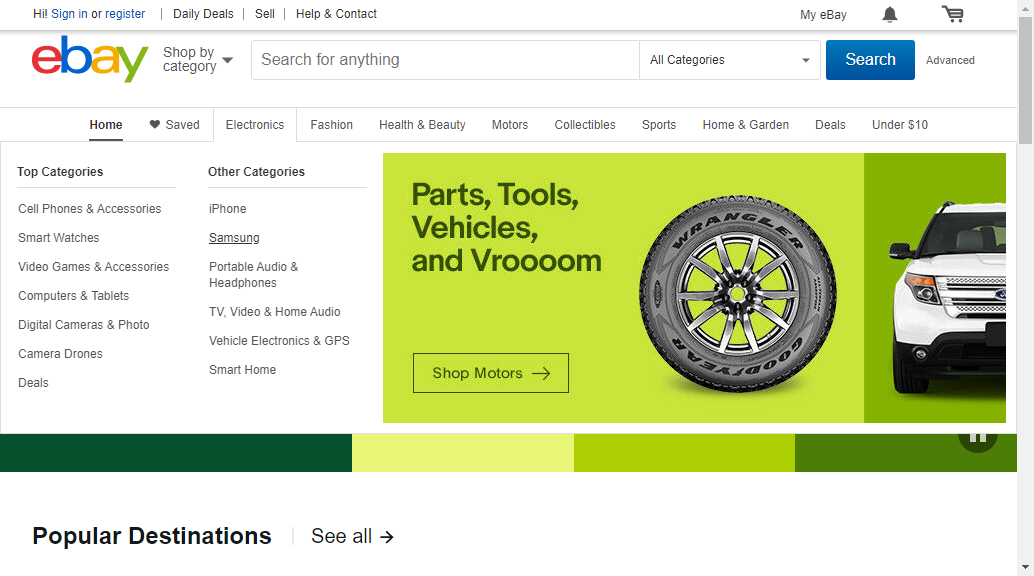 Hi! Sign in or register | Daily Deals | Sell | Help & Contact My eBay
ebay Shop by category Search for anything All Categories Search Advanced
Home Saved Electronics Fashion Health & Beauty Motors Collectibles Sports Home & Garden Deals Under $10
Top Categories
Cell Phones & Accessories
Smart Watches
Video Games & Accessories
Computers & Tablets
Digital Cameras & Photo
Camera Drones
Deals
Other Categories
iPhone
Samsung
Portable Audio &
Headphones
TV, Video & Home Audio
Vehicle Electronics & GPS
Smart Home
Parts, Tools,
Vehicles,
and Vroooom
Shop Motors →
WRANGLER
GOODYEAR
Popular Destinations See all →